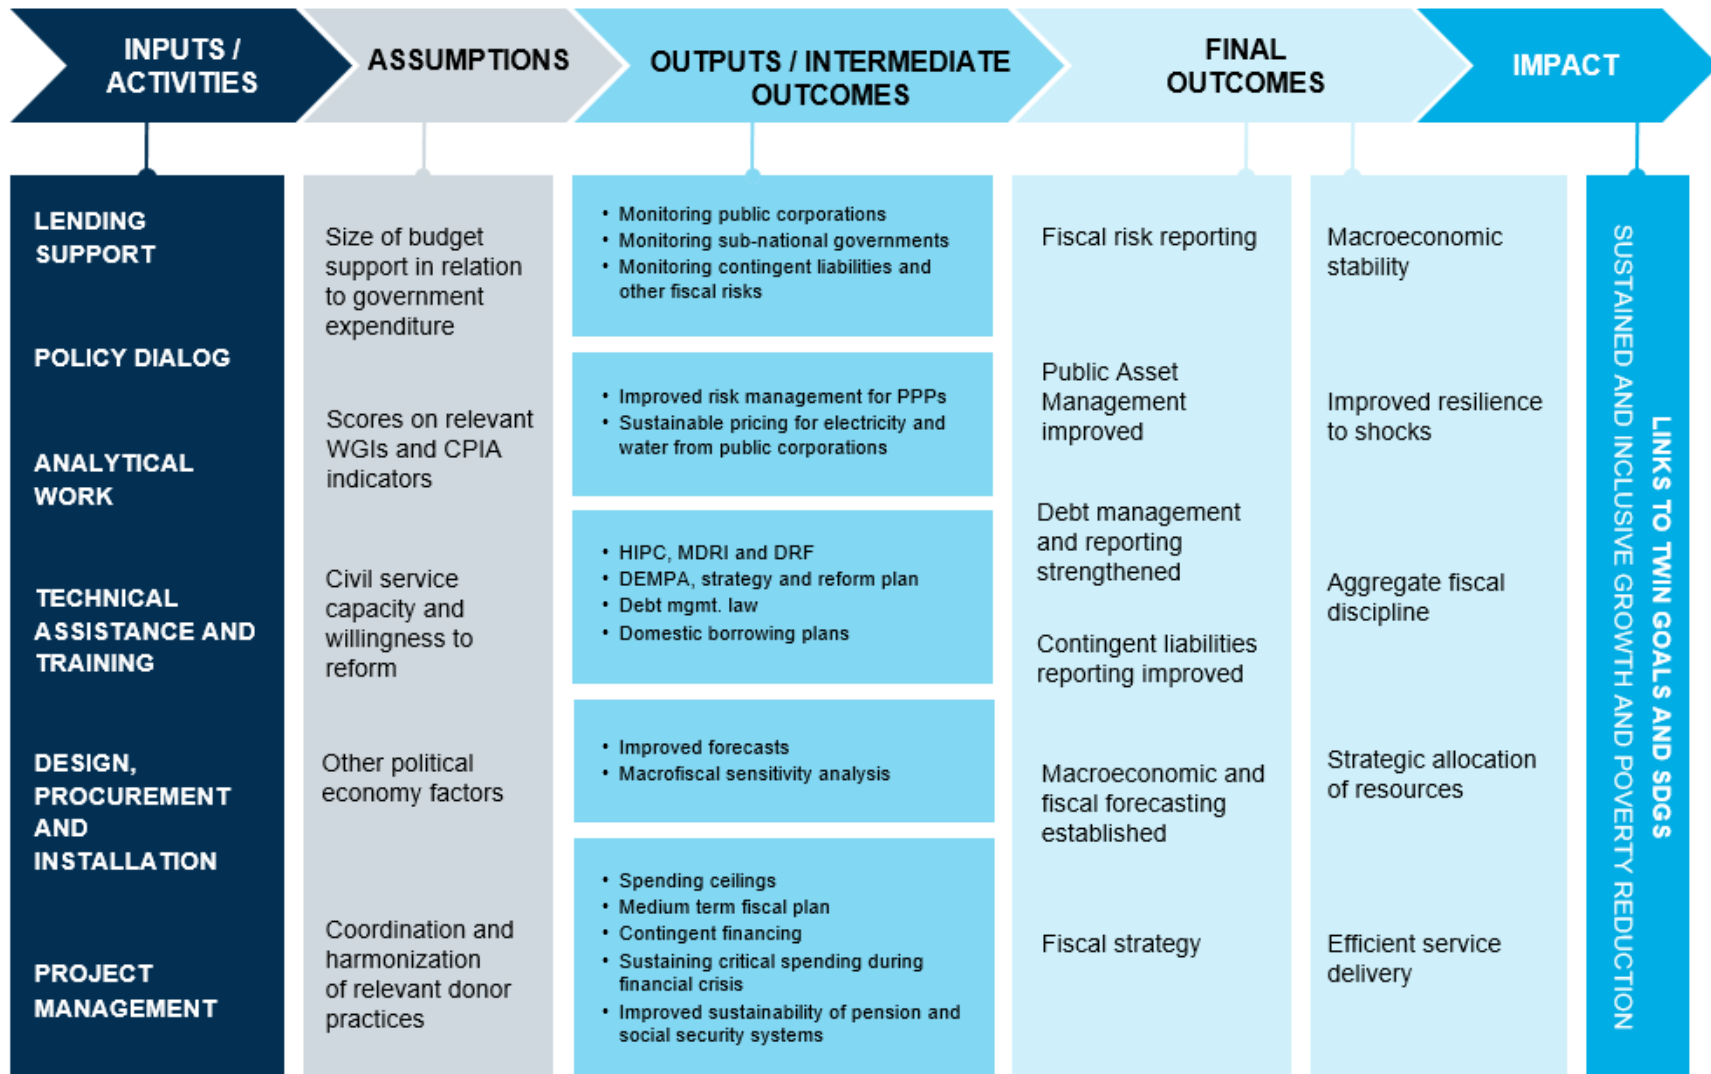 INPUTS /
ACTIVITIES
ASSUMPTIONS
OUTPUTS / INTERMEDIATE
OUTCOMES
FINAL
OUTCOMES
IMPACT
LENDING
SUPPORT
POLICY DIALOG
ANALYTICAL
WORK
TECHNICAL
ASSISTANCE AND
TRAINING
DESIGN,
PROCUREMENT
AND
INSTALLATION
PROJECT
MANAGEMENT
Size of budget
support in relation
to government
expenditure
Scores on relevant
WGIs and CPIA
indicators
Civil service
capacity and
willingness to
reform
Other political
economy factors
Coordination and
harmonization
of relevant donor
practices
• Monitoring public corporations
• Monitoring sub-national governments
• Monitoring contingent liabilities and
other fiscal risks
• Improved risk management for PPPs
• Sustainable pricing for electricity and
water from public corporations
• HIPC, MDRI and DRF
• DEMPA, strategy and reform plan
• Debt mgmt. law
• Domestic borrowing plans
• Improved forecasts
• Macrofiscal sensitivity analysis
• Spending ceilings
• Medium term fiscal plan
• Contingent financing
• Sustaining critical spending during
financial crisis
• Improved sustainability of pension and
social security systems
Fiscal risk reporting
Public Asset
Management
improved
Debt management
and reporting
strengthened
Contingent liabilities
reporting improved
Macroeconomic and
fiscal forecasting
established
Fiscal strategy
Macroeconomic
stability
Improved resilience
to shocks
Aggregate fiscal
discipline
Strategic allocation
of resources
Efficient service
delivery
LINKS TO TWIN GOALS AND SDGS
SUSTAINED AND INCLUSIVE GROWTH AND POVERTY REDUCTION